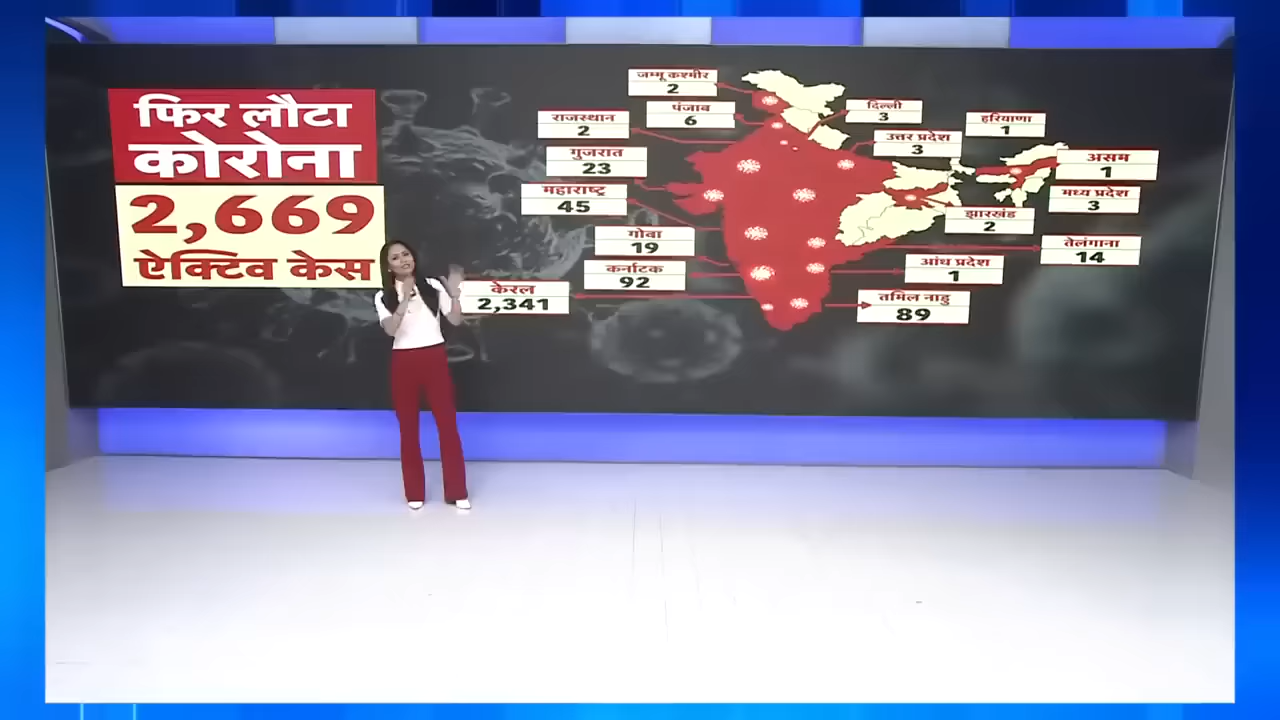 फिर लौटा
कोरोना
2,669
ऐक्टिव केस
जम्मू कश्मीर
2
पंजाब
6
राजस्थान
2
गुजरात
23
महाराष्ट्र
45
गोवा
19
कर्नाटक
92
केरल
2,341
दिल्ली
3
हरियाणा
1
उत्तर प्रदेश
3
असम
1
मध्य प्रदेश
3
झारखंड
2
तेलंगाना
14
आंध प्रदेश
1
तमिल नाडु
89